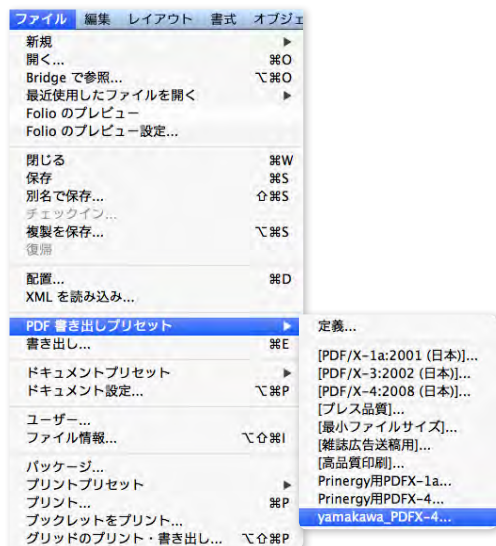 ファイル 編集 レイアウト 書式 オブジェ
新規 ▶
開く... ⌘O
Bridge で参照... ⌥⌘O
最近使用したファイルを開く ▶
Folio のプレビュー
Folio のプレビュー設定...
閉じる ⌘W
保存 ⌘S
別名で保存... ⇧⌘S
チェックイン...
複製を保存... ⌥⌘S
復帰
配置... ⌘D
XML を読み込み...
PDF 書き出しプリセット ▶
書き出し... ⌘E
ドキュメントプリセット ▶
ドキュメント設定... ⌥⌘P
ユーザー...
ファイル情報... ⌥⇧⌘I
パッケージ...
プリントプリセット ▶
プリント... ⌘P
ブックレットをプリント...
グリッドのプリント・書き出し... ⌥⇧⌘P
定義...
[PDF/X-1a:2001 (日本)]...
[PDF/X-3:2002 (日本)]...
[PDF/X-4:2008 (日本)]...
[プレス品質]...
[最小ファイルサイズ]...
[雑誌広告送稿用]...
[高品質印刷]...
Prinergy用PDFX-1a...
Prinergy用PDFX-4...
yamakawa_PDFX-4...